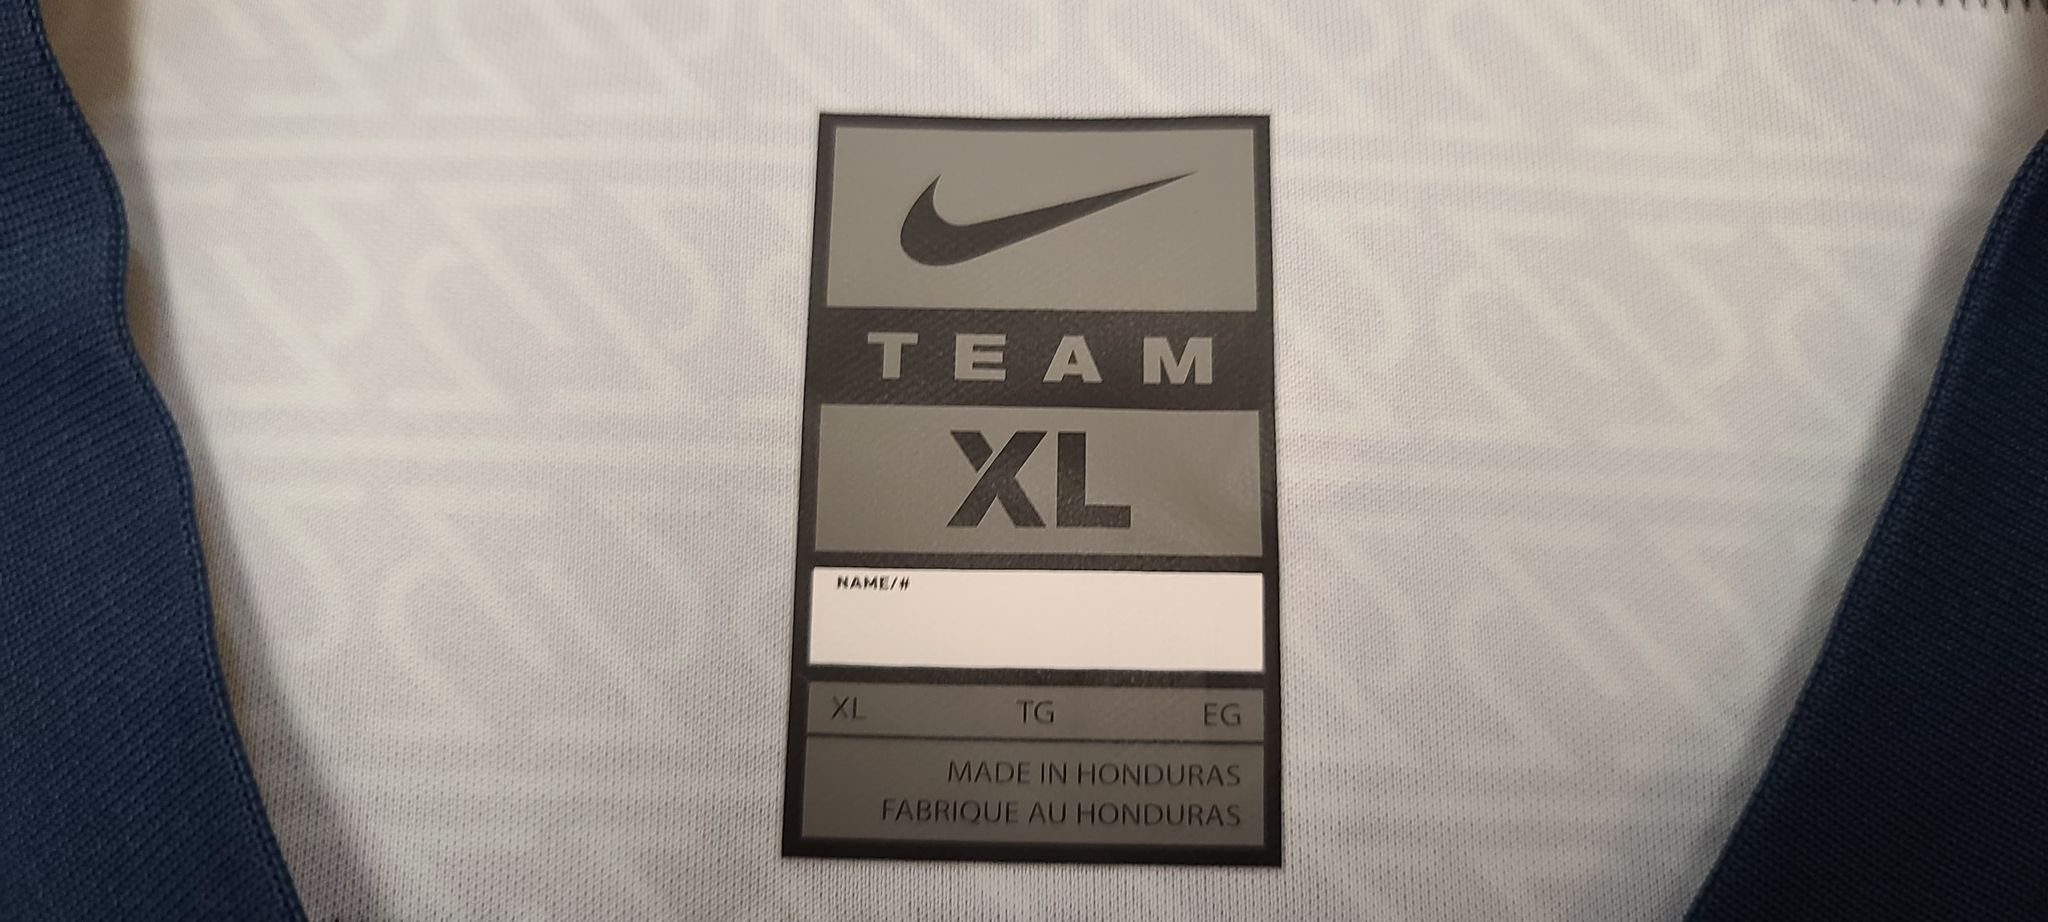 TEAM
XL
NAME/#
XL TG EG
MADE IN HONDURAS
FABRIQUE AU HONDURAS